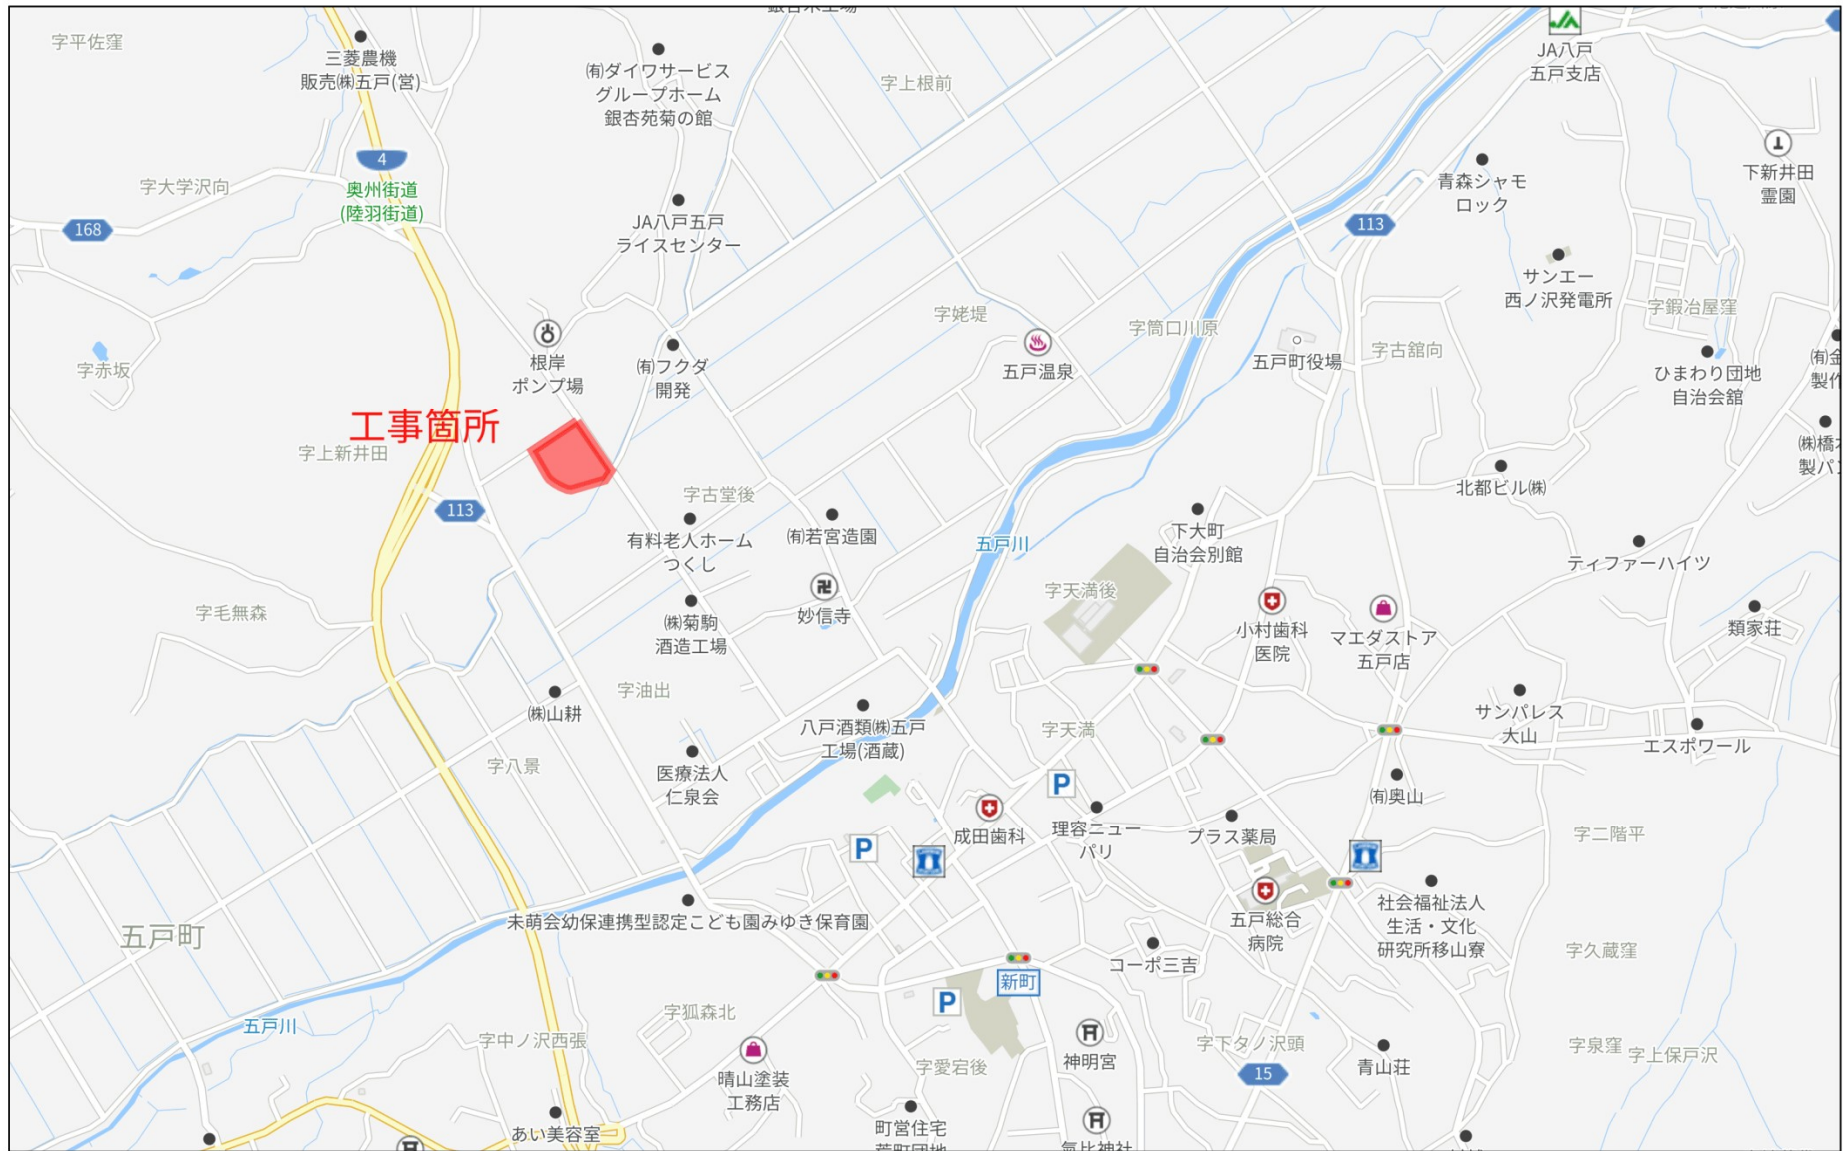 字平佐窪
三菱農機
販売㈱五戸(営)
㈲ダイワサービス
グループホーム
銀杏苑菊の館
字上根前
JA八戸
五戸支店
4
奥州街道
(陸羽街道)
字大学沢向
168
JA八戸五戸
ライスセンター
青森シャモ
ロック
下新井田
霊園
113
サンエー
西ノ沢発電所
字鍛冶屋窪
字姥堤
字筒口川原
字赤坂
根岸
ポンプ場
㈲フクダ
開発
五戸温泉
五戸町役場
字古舘向
ひまわり団地
自治会舘
工事箇所
字上新井田
113
字古堂後
有料老人ホーム
つくし
㈲若宮造園
五戸川
下大町
自治会別館
北都ビル㈱
ティファーハイツ
字毛無森
㈱菊駒
酒造工場
妙信寺
字天満後
小村歯科
医院
マエダストア
五戸店
類家荘
字油出
㈱山耕
八戸酒類㈱五戸
工場(酒蔵)
字天満
サンパレス
大山
エスポワール
字八景
医療法人
仁泉会
P
㈲奥山
成田歯科
理容ニュー
パリ
プラス薬局
字二階平
P
五戸町
未萌会幼保連携型認定こども園みゆき保育園
五戸総合
病院
社会福祉法人
生活・文化
研究所移山寮
コーポ三吉
字久蔵窪
新町
P
五戸川
字狐森北
字中ノ沢西張
神明宮
字下タノ沢頭
字泉窪
字上保戸沢
晴山塗装
工務店
字愛宕後
15
青山荘
あい美容室
町営住宅